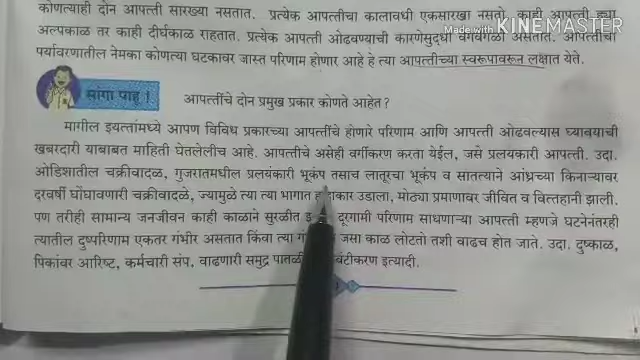 कोणत्याही दोन आपत्ती सारख्या नसतात. प्रत्येक आपत्तीचा कालावधी एकसारखा नसतो. काही आपत्ती ह्या
अल्पकाळ तर काही दीर्घकाळ राहतात. प्रत्येक आपत्ती ओढवण्याची कारणेसुद्धा वेगवेगळी असतात. आपत्तीचा
पर्यावरणातील नेमका कोणत्या घटकावर जास्त परिणाम होणार आहे हे त्या आपत्तीच्या स्वरूपावरून लक्षात येते.
Made With KINEMASTER
सांगा पाहू !
आपत्तींचे दोन प्रमुख प्रकार कोणते आहेत ?
मागील इयत्तांमध्ये आपण विविध प्रकारच्या आपत्तींचे होणारे परिणाम आणि आपत्ती ओढवल्यास घ्यावयाची
खबरदारी याबाबत माहिती घेतलेलीच आहे. आपत्तींचे असेही वर्गीकरण करता येईल, जसे प्रलयकारी आपत्ती. उदा.
ओडिशातील चक्रीवादळ, गुजरातमधील प्रलयंकारी भूकंप तसाच लातूरचा भूकंप व सातत्याने आंध्रच्या किनाऱ्यावर
दरवर्षी घोंघावणारी चक्रीवादळे, ज्यामुळे त्या त्या भागात उडाला, मोठ्या प्रमाणावर जीवित व वित्तहानी झाली.
पण तरीही सामान्य जनजीवन काही काळाने सुरळीत दूरगामी परिणाम साधणाऱ्या आपत्ती म्हणजे घटनेनंतरही
त्यातील दुष्परिणाम एकतर गंभीर असतात किंवा त्या जसा काळ लोटतो तशी वाढच होत जाते. उदा. दुष्काळ,
पिकांवर आरिष्ट, कर्मचारी संप, वाढणारी समुद्र इत्यादी.